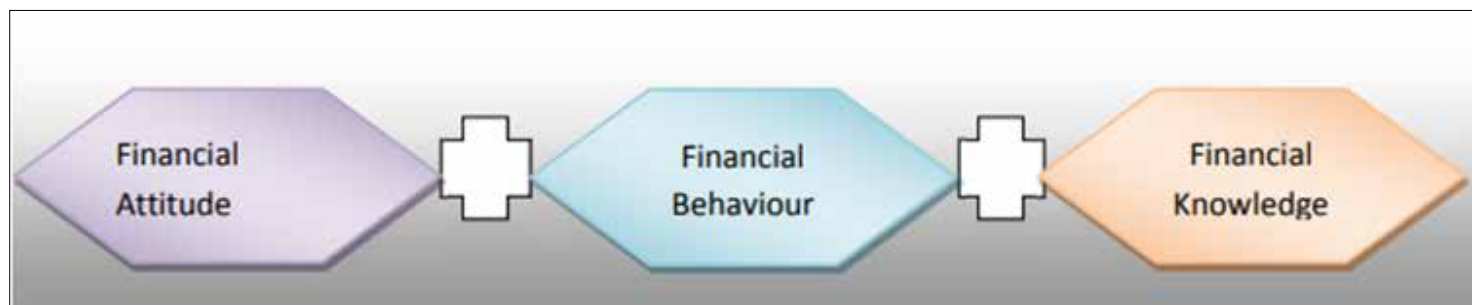 Financial
Attitude
Financial
Behaviour
Financial
Knowledge